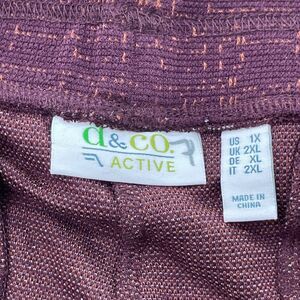 d&co.
ACTIVE
US 1X
UK 2XL
DE XL
IT 2XL
MADE IN
CHINA